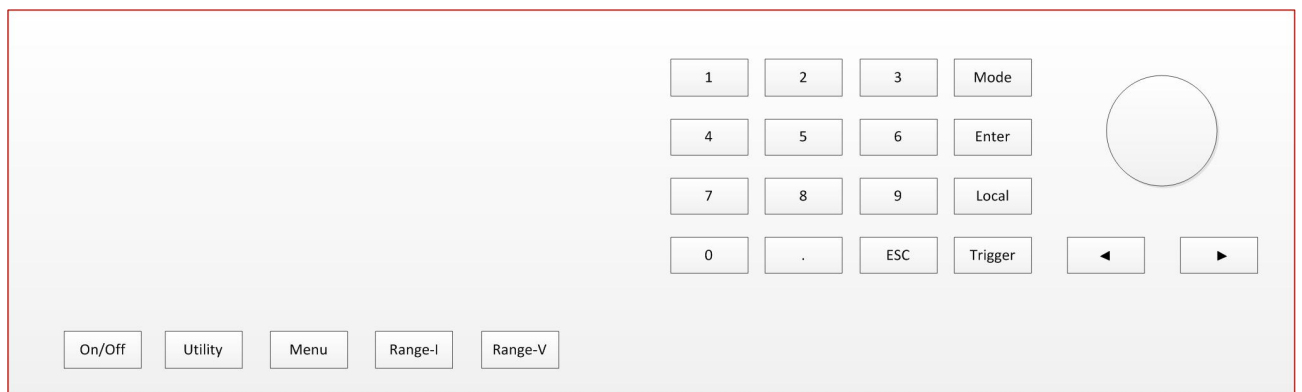 1 2 3 Mode
4 5 6 Enter
7 8 9 Local
0 . ESC Trigger ◄ ►
On/Off Utility Menu Range-I Range-V